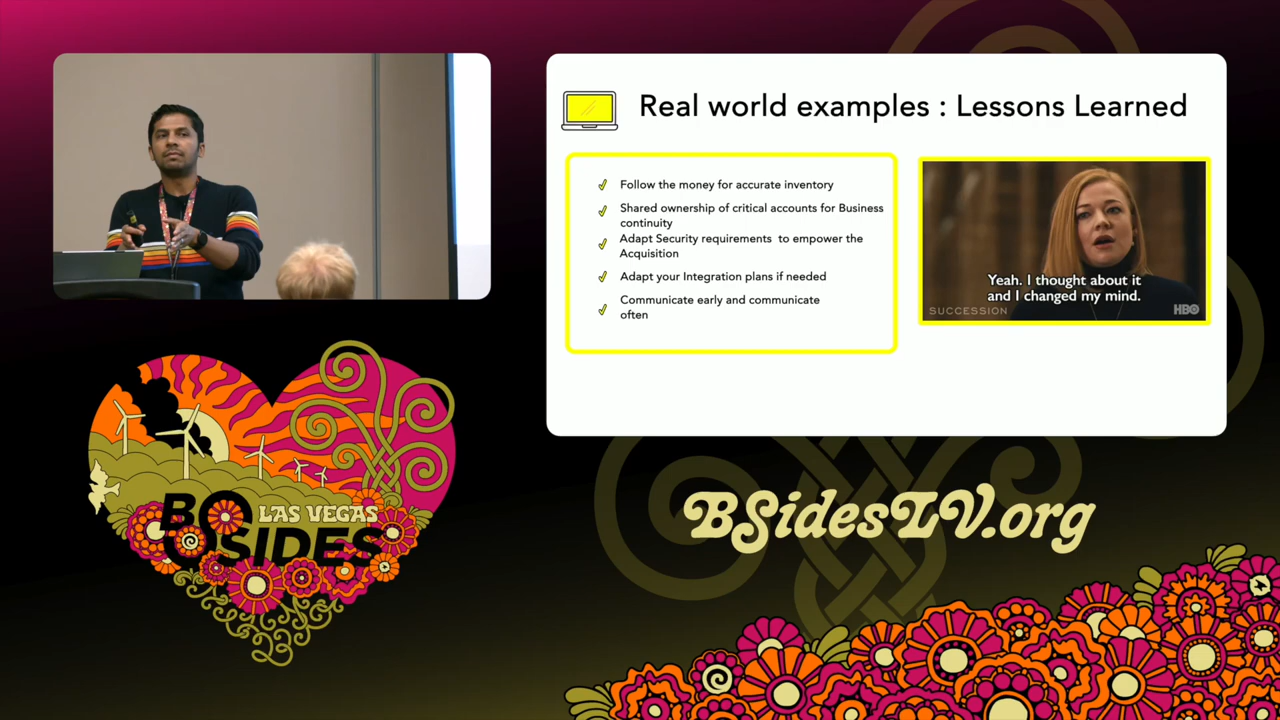 Real world examples : Lessons Learned
Follow the money for accurate inventory
Shared ownership of critical accounts for Business
continuity
Adapt Security requirements to empower the
Acquisition
Adapt your Integration plans if needed
Communicate early and communicate
often
Yeah. I thought about it
and I changed my mind.
SUCCESSION
HBO
LAS VEGAS
BSIDES
BSidesLV.org